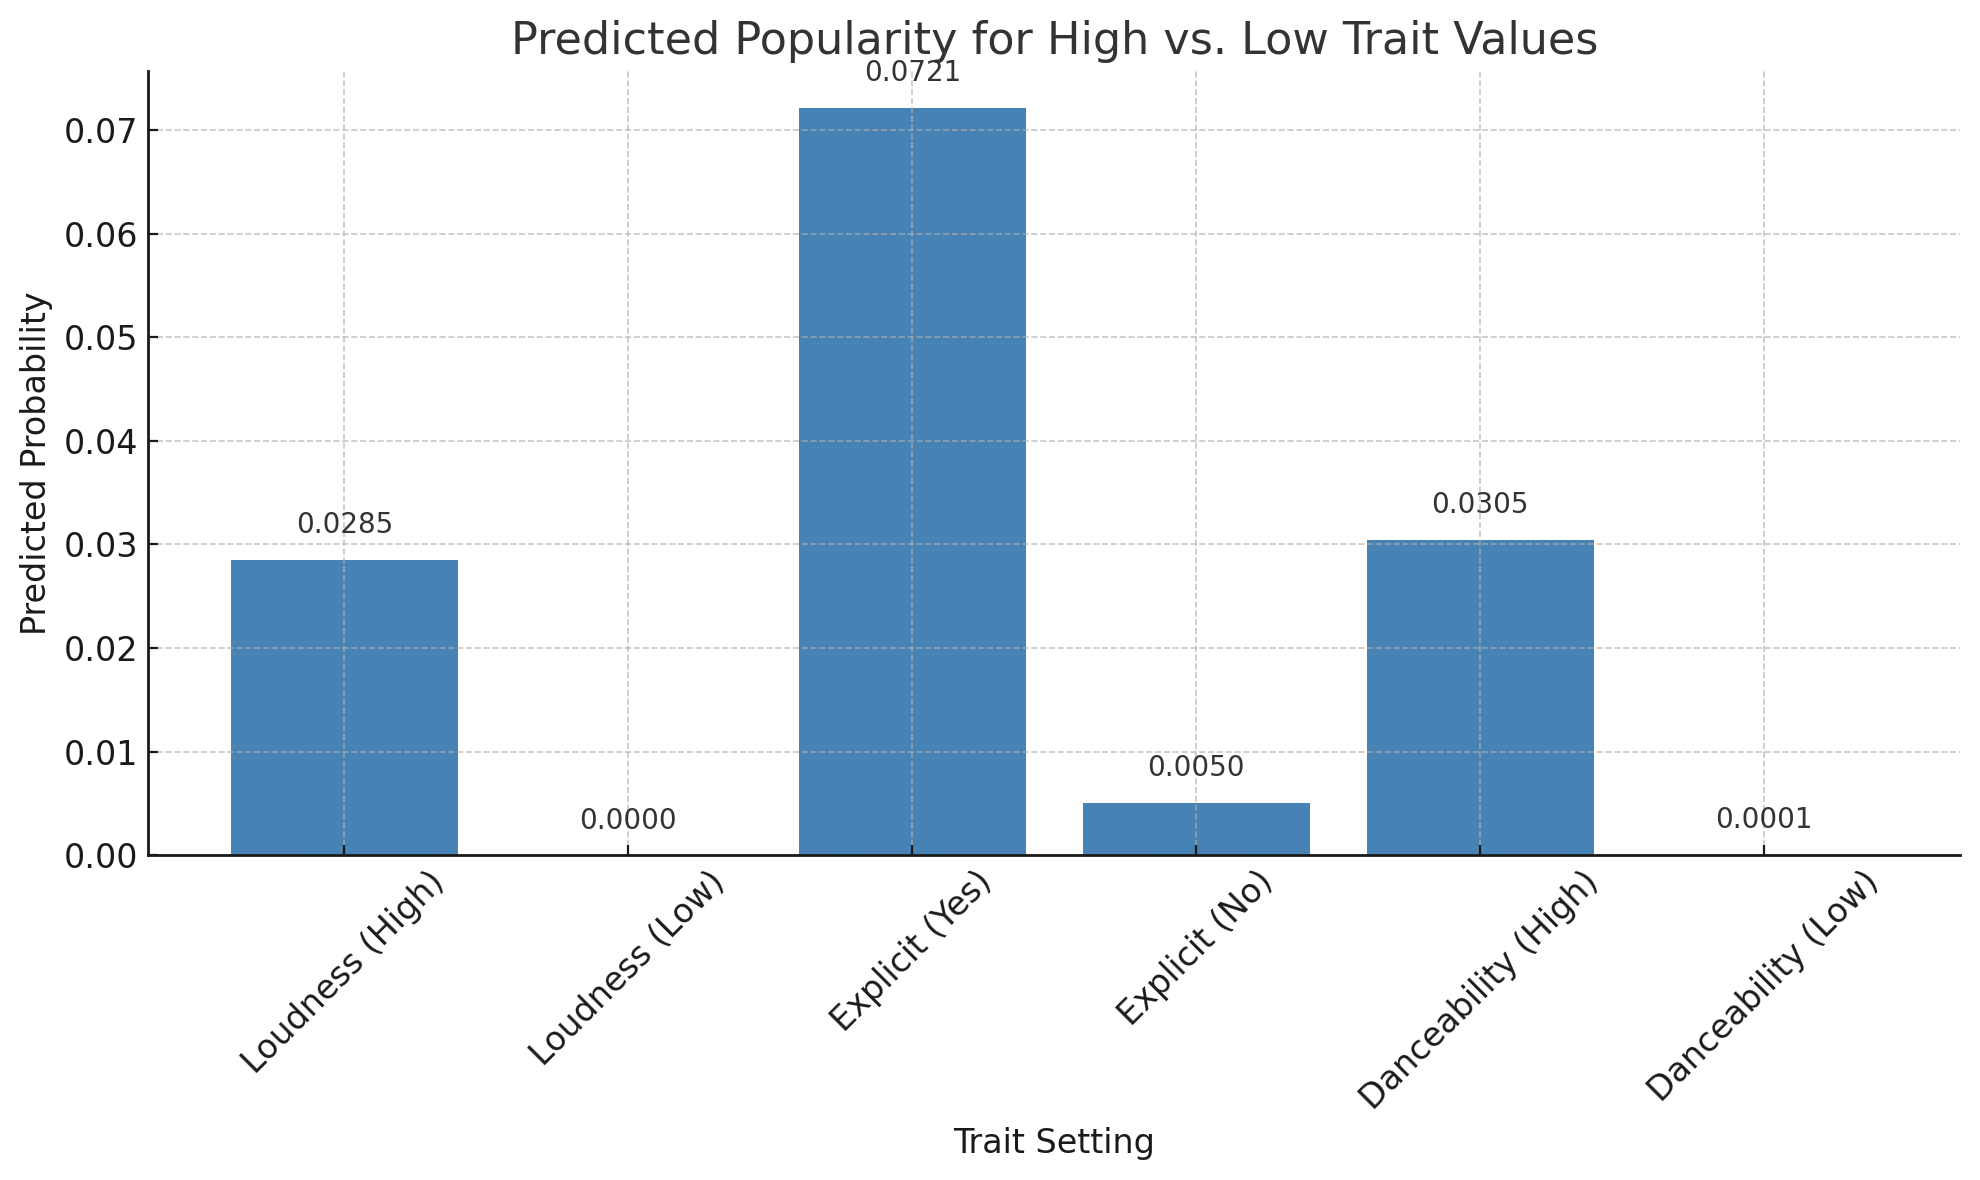 Predicted Popularity for High vs. Low Trait Values
Predicted Probability
0.07
0.06
0.05
0.04
0.03
0.02
0.01
0.00
0.0285
0.0000
0.0721
0.0050
0.0305
0.0001
Loudness (High)
Loudness (Low)
Explicit (Yes)
Explicit (No)
Danceability (High)
Danceability (Low)
Trait Setting